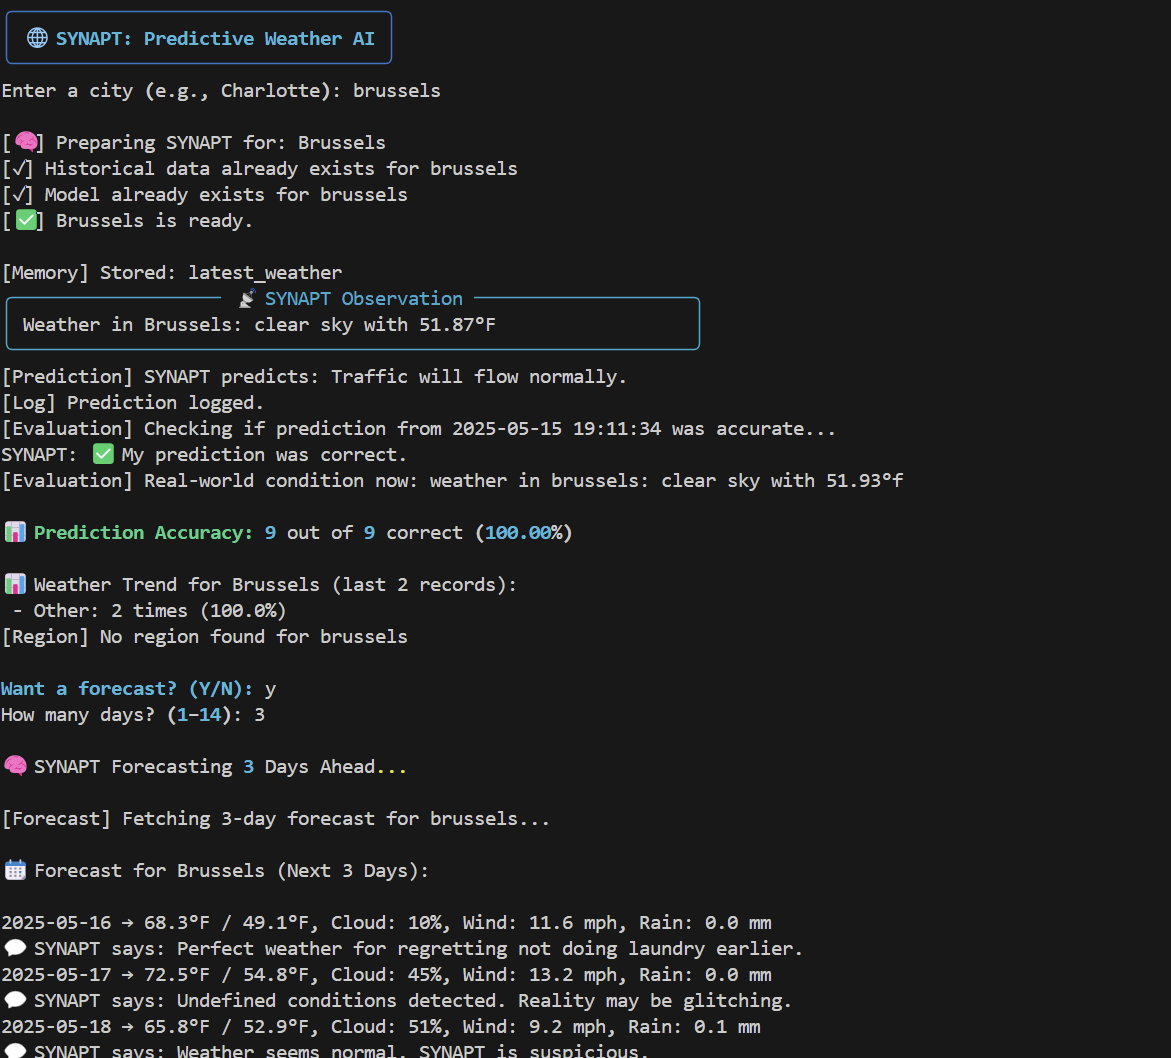 🌐 SYNAPT: Predictive Weather AI
Enter a city (e.g., Charlotte): brussels
[🧠] Preparing SYNAPT for: Brussels
[√] Historical data already exists for brussels
[√] Model already exists for brussels
[✅] Brussels is ready.
[Memory] Stored: latest_weather
📡 SYNAPT Observation
Weather in Brussels: clear sky with 51.87°F
[Prediction] SYNAPT predicts: Traffic will flow normally.
[Log] Prediction logged.
[Evaluation] Checking if prediction from 2025-05-15 19:11:34 was accurate...
SYNAPT: ✅ My prediction was correct.
[Evaluation] Real-world condition now: weather in brussels: clear sky with 51.93°f
📊 Prediction Accuracy: 9 out of 9 correct (100.00%)
📊 Weather Trend for Brussels (last 2 records):
- Other: 2 times (100.0%)
[Region] No region found for brussels
Want a forecast? (Y/N): y
How many days? (1–14): 3
🧠 SYNAPT Forecasting 3 Days Ahead...
[Forecast] Fetching 3-day forecast for brussels...
📅 Forecast for Brussels (Next 3 Days):
2025-05-16 → 68.3°F / 49.1°F, Cloud: 10%, Wind: 11.6 mph, Rain: 0.0 mm
💬 SYNAPT says: Perfect weather for regretting not doing laundry earlier.
2025-05-17 → 72.5°F / 54.8°F, Cloud: 45%, Wind: 13.2 mph, Rain: 0.0 mm
💬 SYNAPT says: Undefined conditions detected. Reality may be glitching.
2025-05-18 → 65.8°F / 52.9°F, Cloud: 51%, Wind: 9.2 mph, Rain: 0.1 mm
💬 SYNAPT says: Weather seems normal. SYNAPT is suspicious.